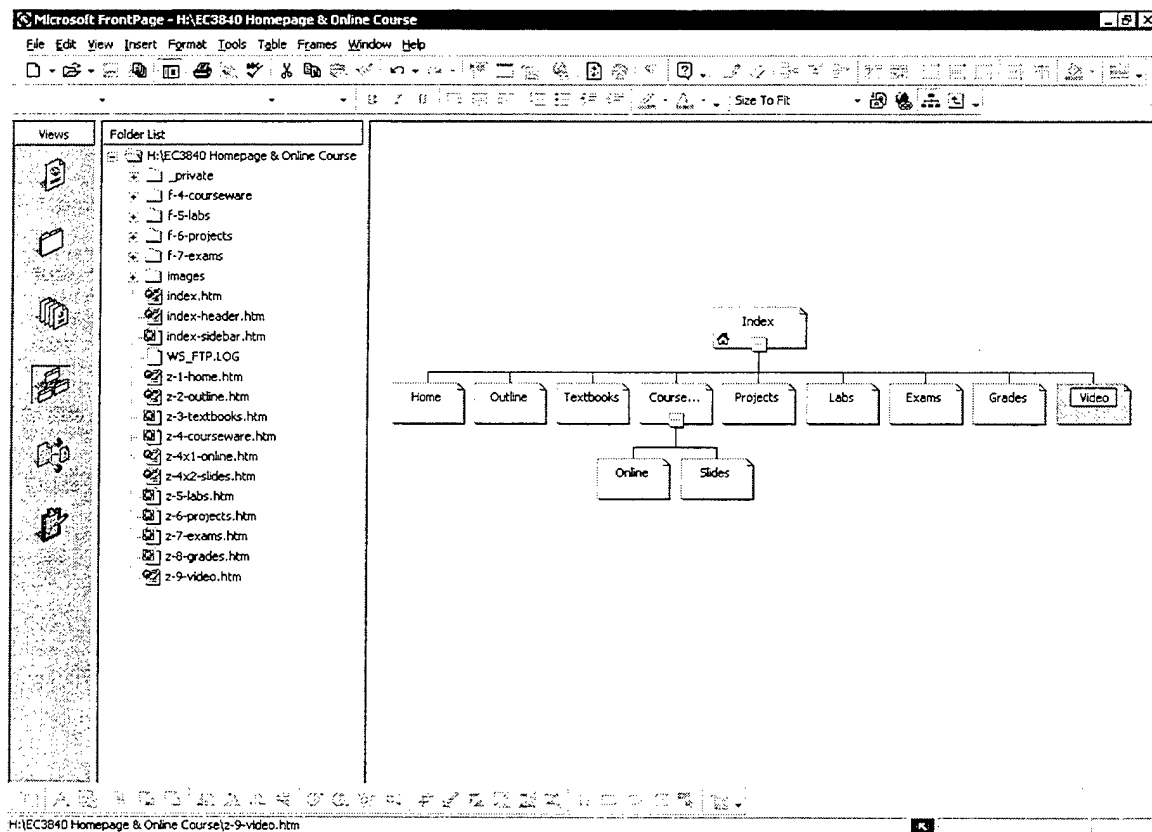 Microsoft FrontPage - H:\EC3840 Homepage & Online Course
File Edit View Insert Format Tools Table Frames Window Help
B I U Size To Fit
Views
Folder List
H:\EC3840 Homepage & Online Course
_private
f-4-courseware
f-5-labs
f-6-projects
f-7-exams
images
index.htm
index-header.htm
index-sidebar.htm
WS_FTP.LOG
z-1-home.htm
z-2-outline.htm
z-3-textbooks.htm
z-4-courseware.htm
z-4x1-online.htm
z-4x2-slides.htm
z-5-labs.htm
z-6-projects.htm
z-7-exams.htm
z-8-grades.htm
z-9-video.htm
Index
Home Outline Textbooks Course... Projects Labs Exams Grades Video
Online Slides
H:\EC3840 Homepage & Online Course\z-9-video.htm